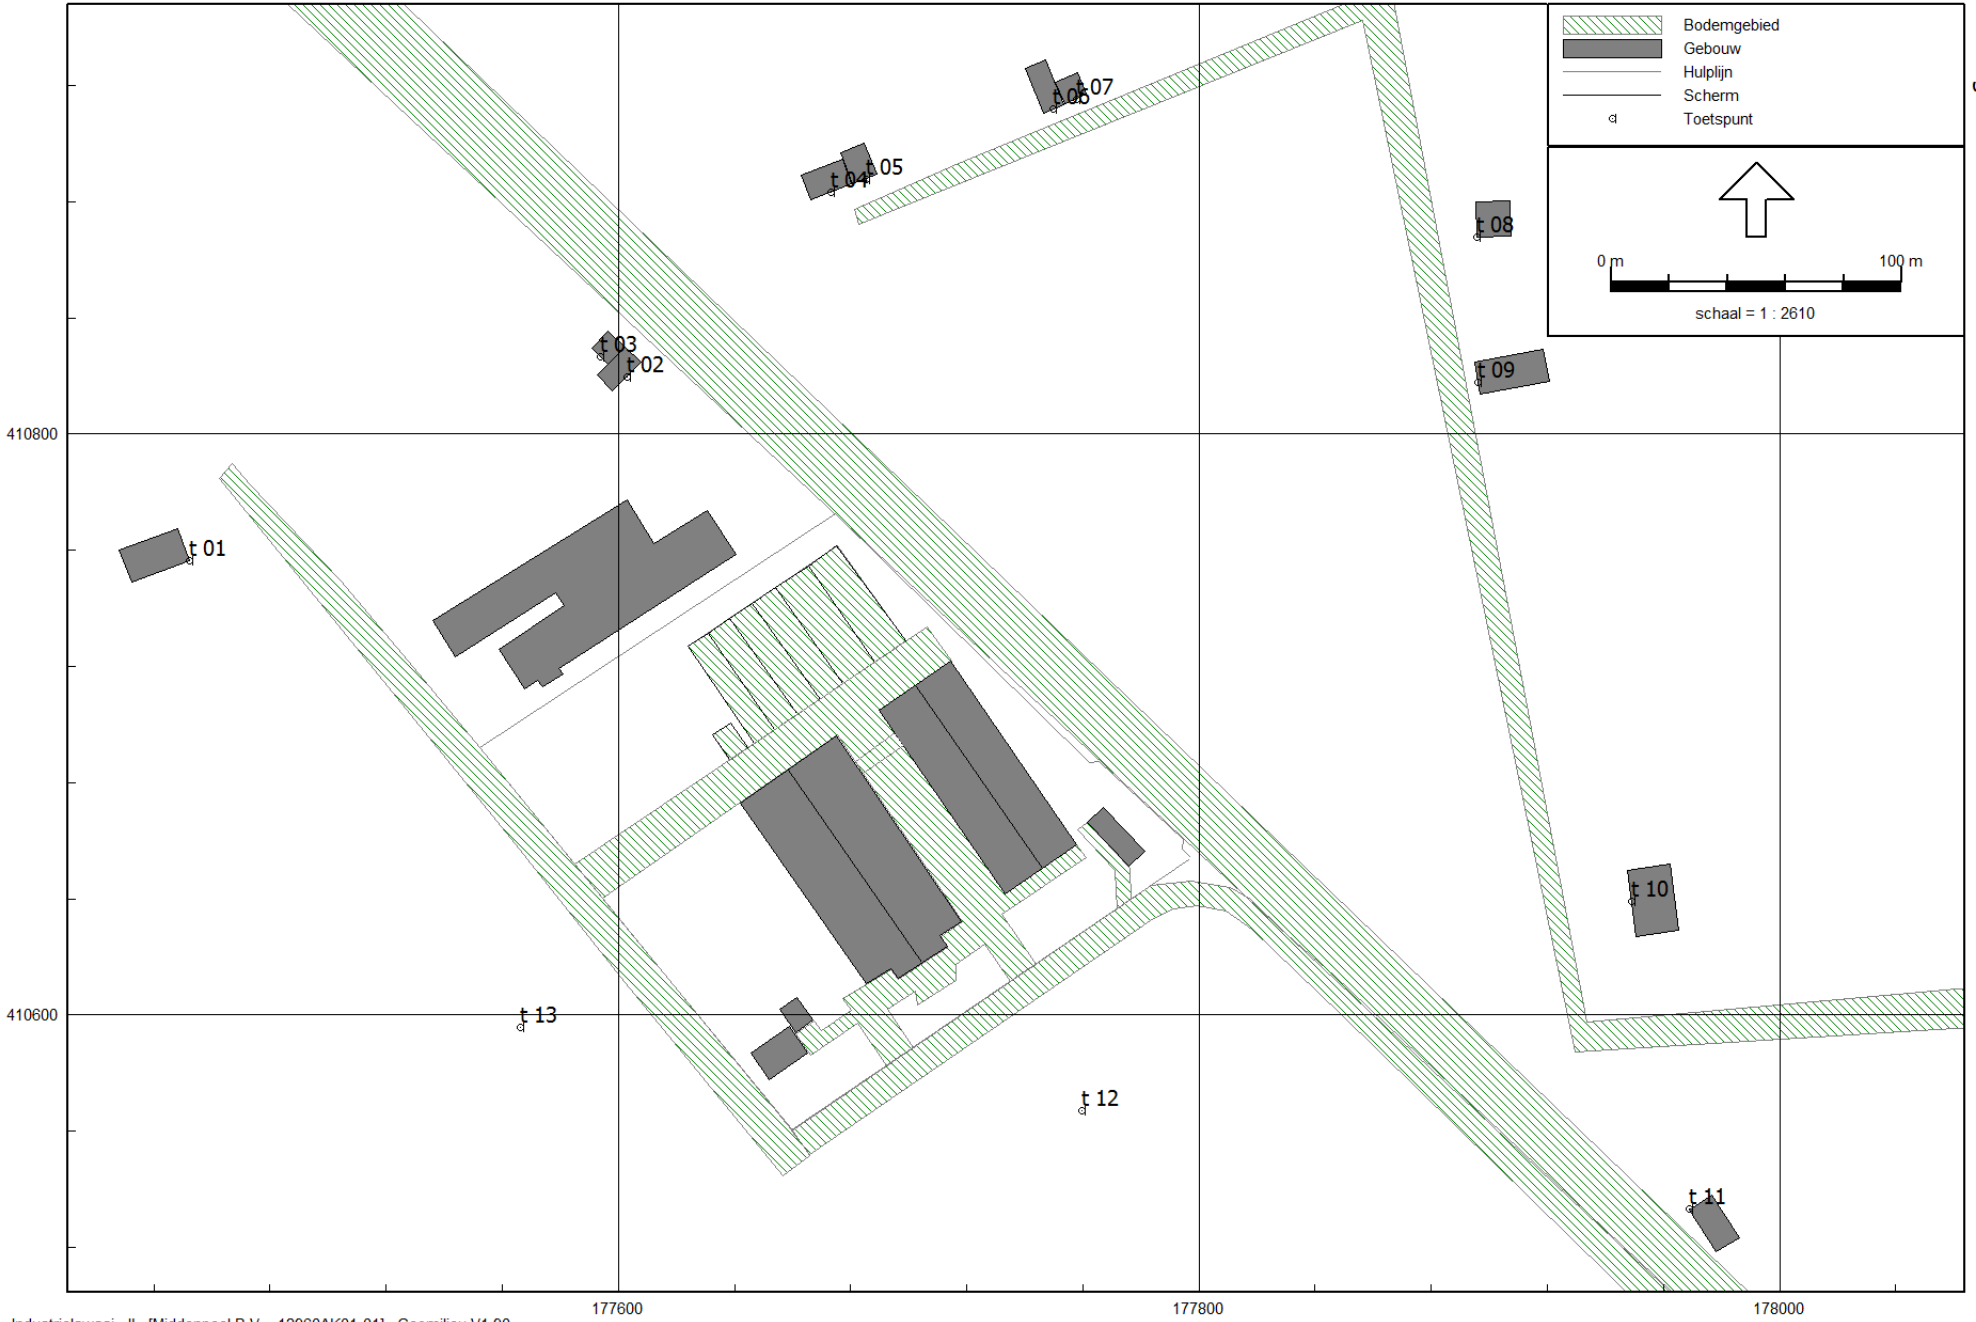 Bodemgebied
Gebouw
Hulplijn
Scherm
Toetspunt
0 m 100 m
schaal = 1 : 2610
t 07
t 06
t 05
t 04
t 08
t 03
t 02
t 09
410800
t 01
t 10
410600
t 13
t 12
t 11
177600 177800 178000